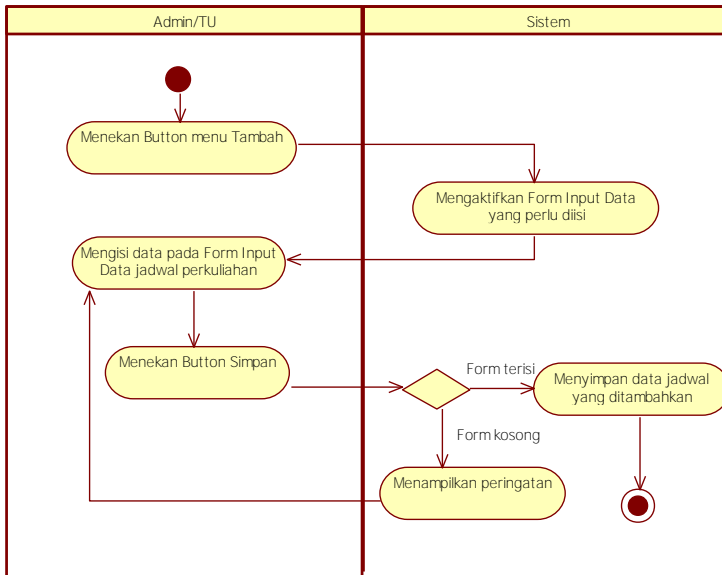 Admin/TU
Sistem
Menekan Button menu Tambah
Mengaktifkan Form Input Data
yang perlu diisi
Mengisi data pada Form Input
Data jadwal perkuliahan
Menekan Button Simpan
Form terisi
Menyimpan data jadwal
yang ditambahkan
Form kosong
Menampilkan peringatan